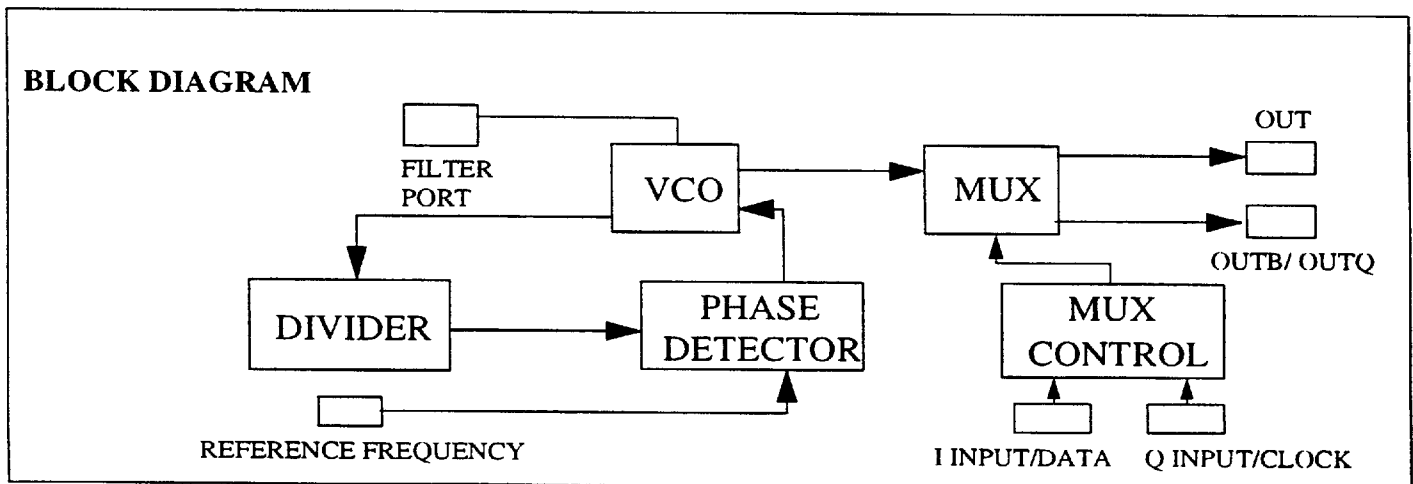 BLOCK DIAGRAM
FILTER
PORT
VCO
MUX
OUT
OUTB/ OUTQ
DIVIDER
PHASE
DETECTOR
MUX
CONTROL
REFERENCE FREQUENCY
I INPUT/DATA
Q INPUT/CLOCK